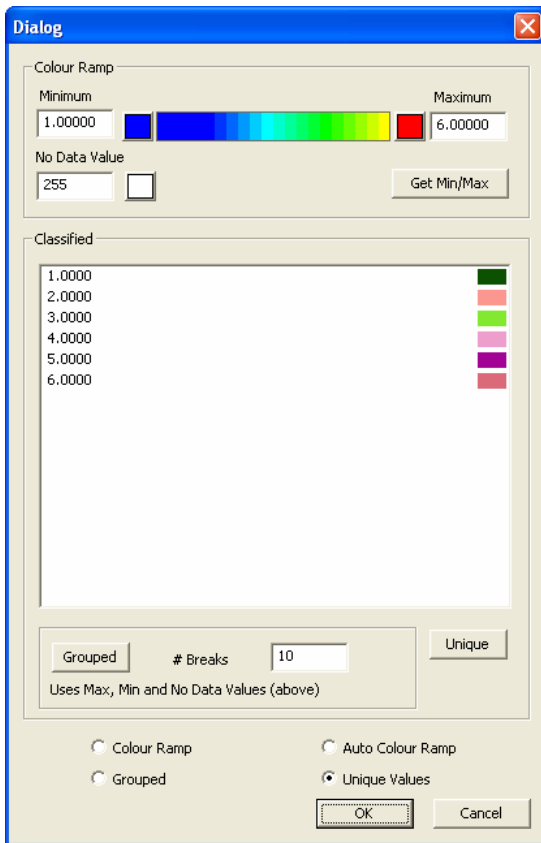 Dialog
Colour Ramp
Minimum Maximum
1.00000 6.00000
No Data Value
255 Get Min/Max
Classified
1.0000
2.0000
3.0000
4.0000
5.0000
6.0000
Grouped # Breaks 10 Unique
Uses Max, Min and No Data Values (above)
Colour Ramp Auto Colour Ramp
Grouped Unique Values
OK Cancel